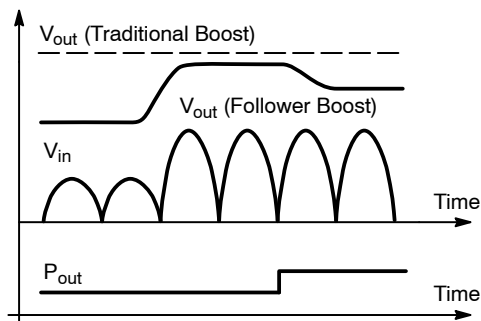 Vout (Traditional Boost)
Vout (Follower Boost)
Vin
Time
Pout
Time